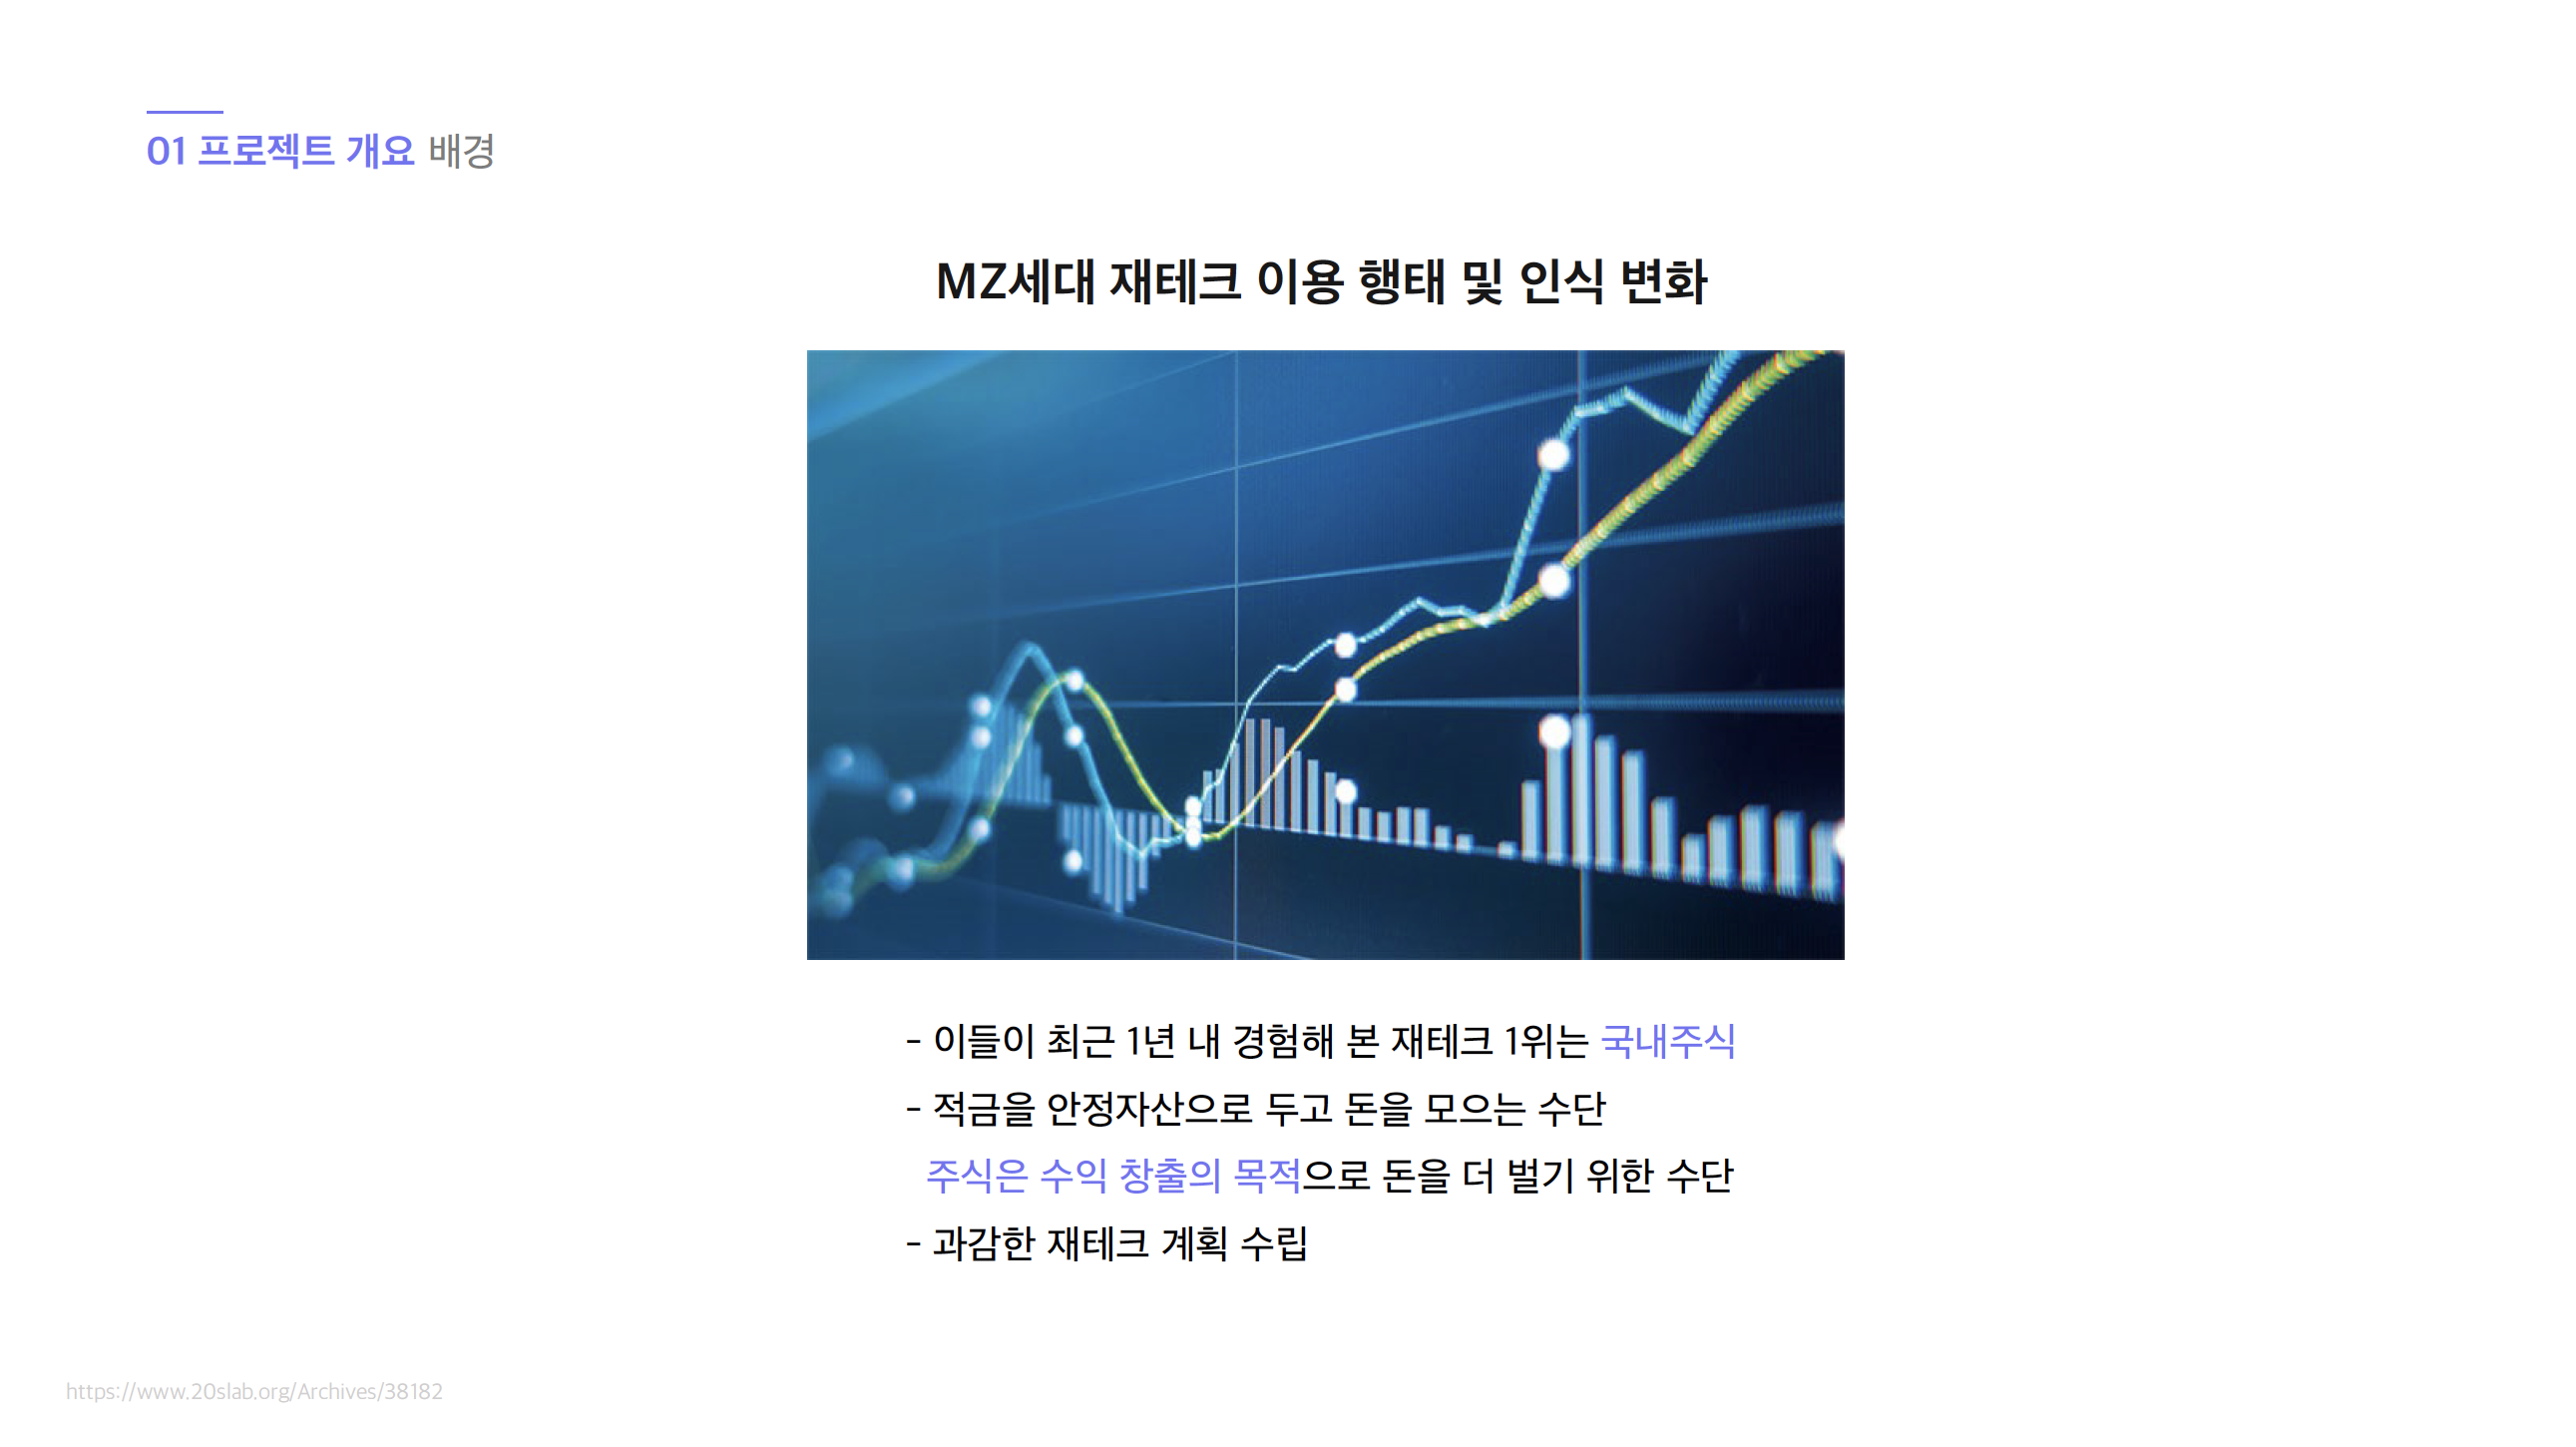 01 프로젝트 개요 배경
MZ세대 재테크 이용 행태 및 인식 변화
- 이들이 최근 1년 내 경험해 본 재테크 1위는 국내주식
- 적금을 안정자산으로 두고 돈을 모으는 수단
주식은 수익 창출의 목적으로 돈을 더 벌기 위한 수단
- 과감한 재테크 계획 수립
https://www.20slab.org/Archives/38182